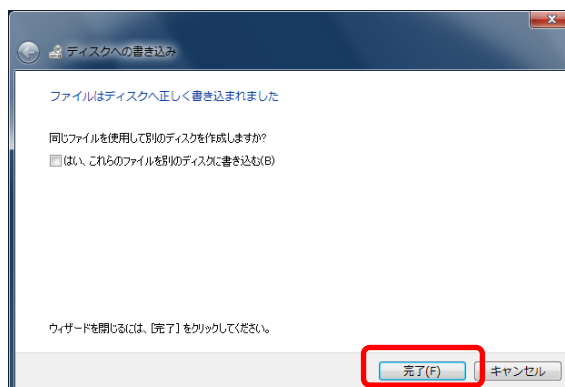 ディスクへの書き込み
ファイルはディスクへ正しく書き込まれました
同じファイルを使用して別のディスクを作成しますか?
はい、これらのファイルを別のディスクに書き込む(B)
ウィザードを閉じるには、[完了] をクリックしてください。
完了(F) キャンセル